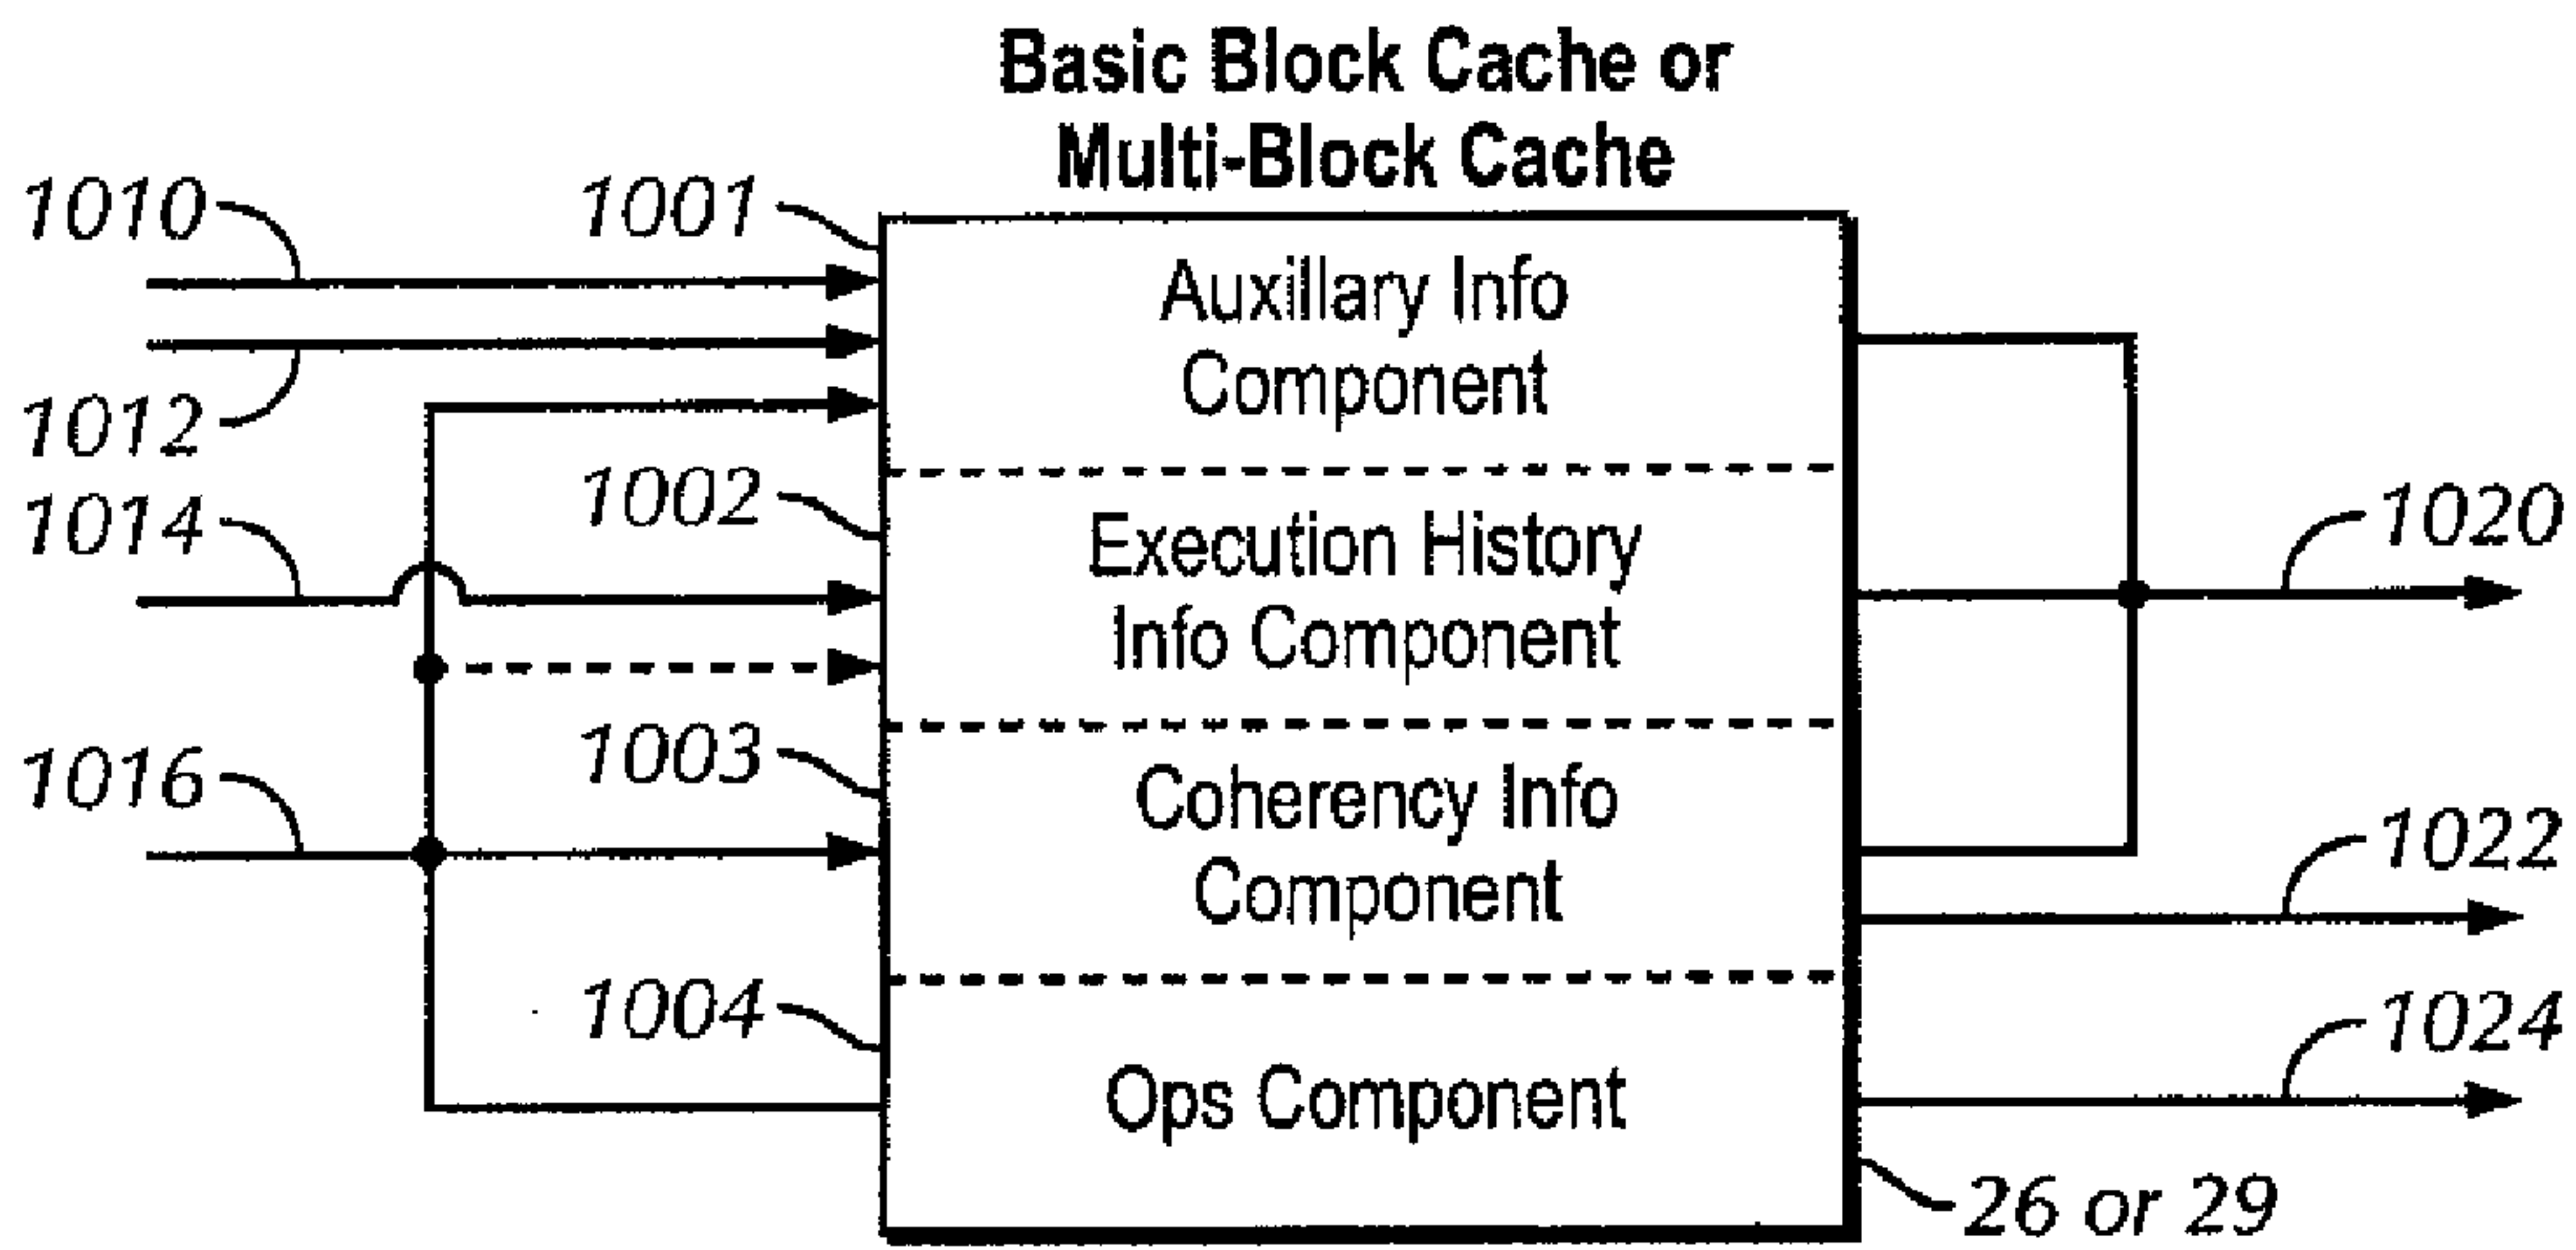 Basic Block Cache or
Multi-Block Cache
1010
1001
Auxillary Info
Component
1012
1014
1002
Execution History
Info Component
1020
1016
1003
Coherency Info
Component
1022
1004
Ops Component
1024
26 or 29